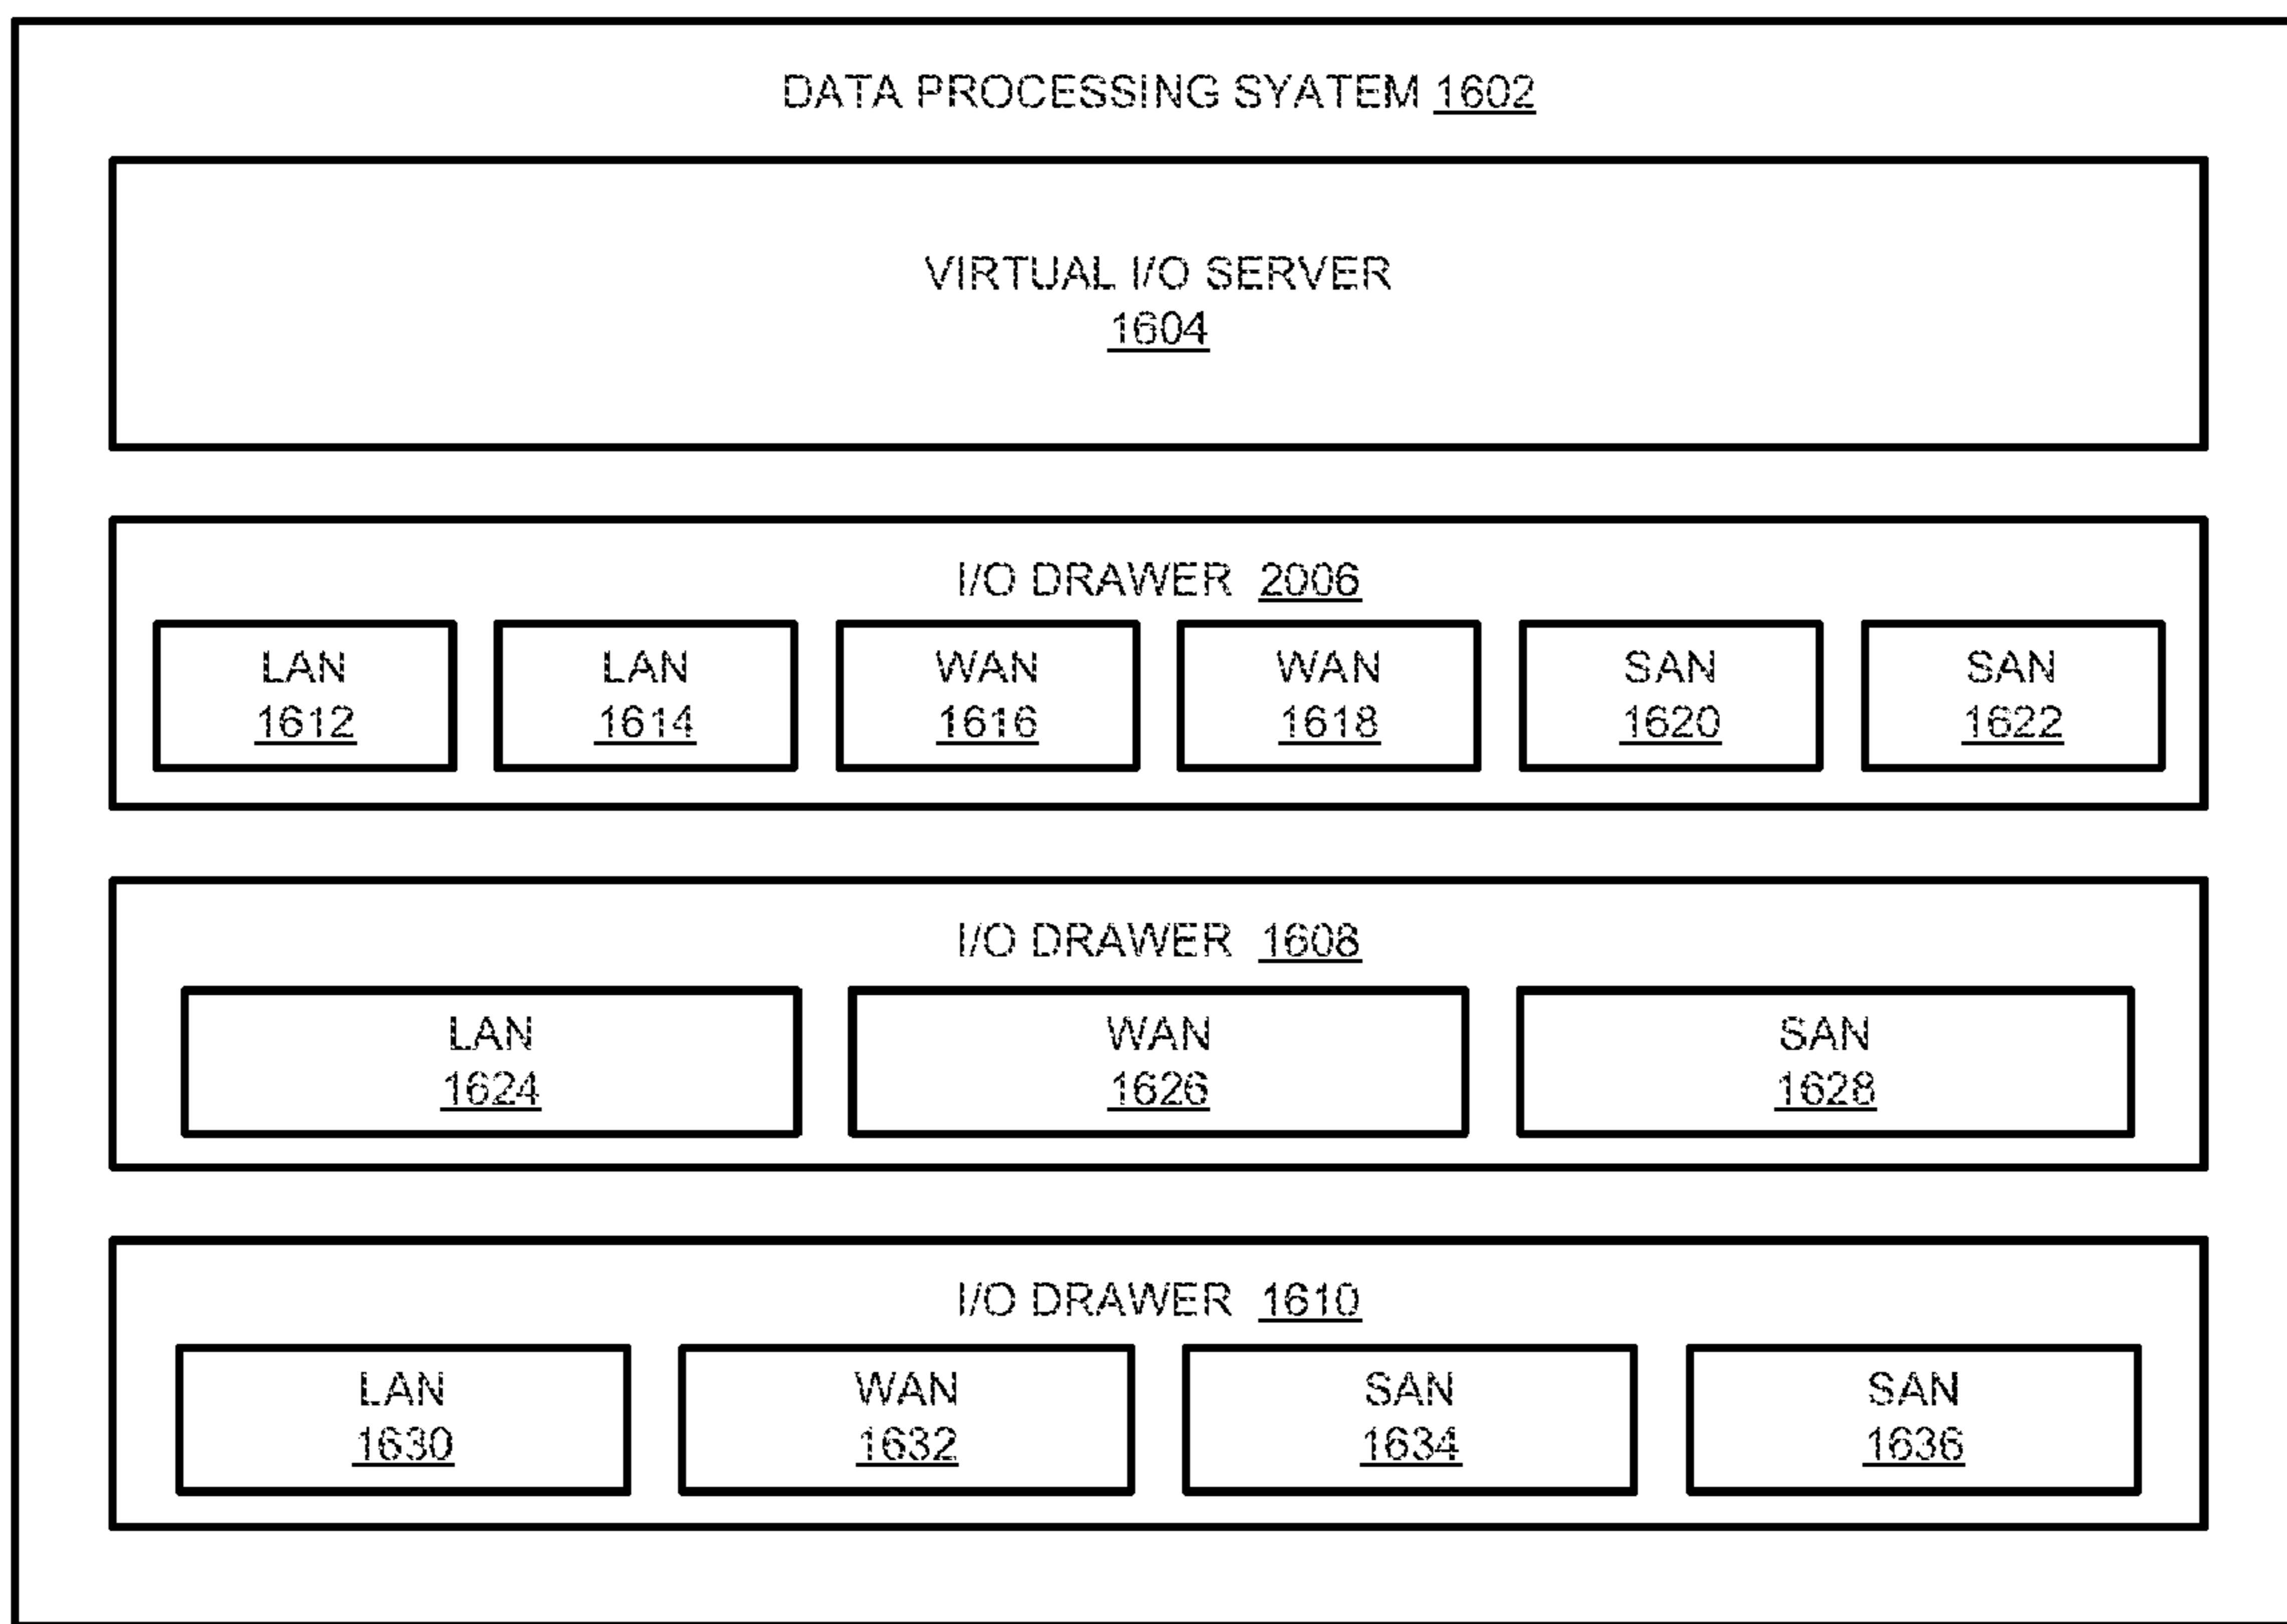 DATA PROCESSING SYATEM 1602
VIRTUAL I/O SERVER
1604
I/O DRAWER 2006
LAN
1612
LAN
1614
WAN
1616
WAN
1618
SAN
1620
SAN
1622
I/O DRAWER 1608
LAN
1624
WAN
1626
SAN
1628
I/O DRAWER 1610
LAN
1630
WAN
1632
SAN
1634
SAN
1636